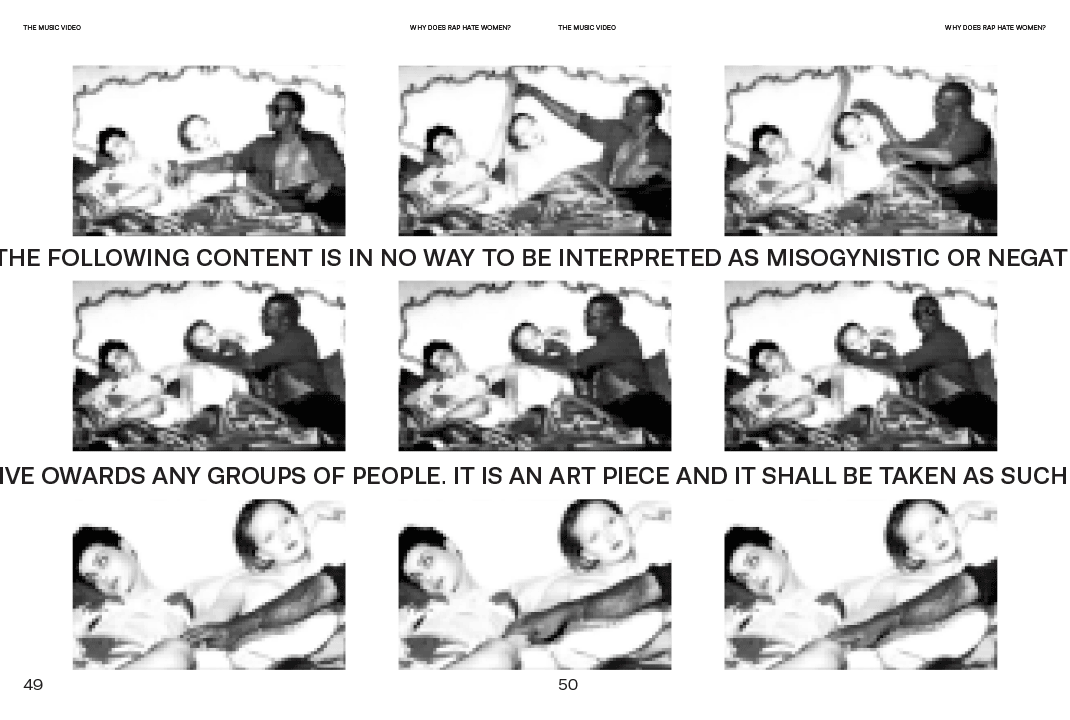 THE MUSIC VIDEO
WHY DOES RAP HATE WOMEN?
THE MUSIC VIDEO
WHY DOES RAP HATE WOMEN?
THE FOLLOWING CONTENT IS IN NO WAY TO BE INTERPRETED AS MISOGYNISTIC OR NEGAT
IVE OWARDS ANY GROUPS OF PEOPLE. IT IS AN ART PIECE AND IT SHALL BE TAKEN AS SUCH
49
50